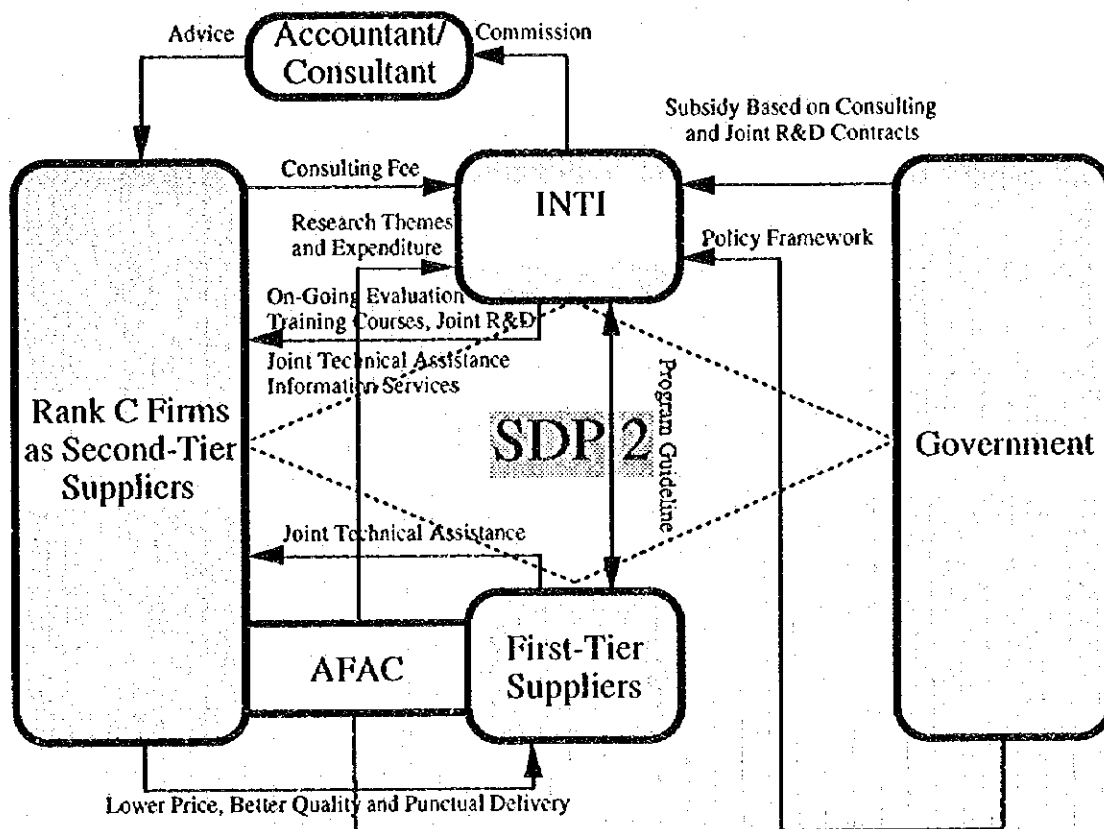 Advice
Accountant/
Consultant
Commission
Subsidy Based on Consulting
and Joint R&D Contracts
Consulting Fee
INTI
Research Themes
and Expenditure
Policy Framework
On-Going Evaluation
Training Courses, Joint R&D
Joint Technical Assistance
Information Services
Rank C Firms
as Second-Tier
Suppliers
SDP 2
Program Guideline
Government
Joint Technical Assistance
AFAC
First-Tier
Suppliers
Lower Price, Better Quality and Punctual Delivery